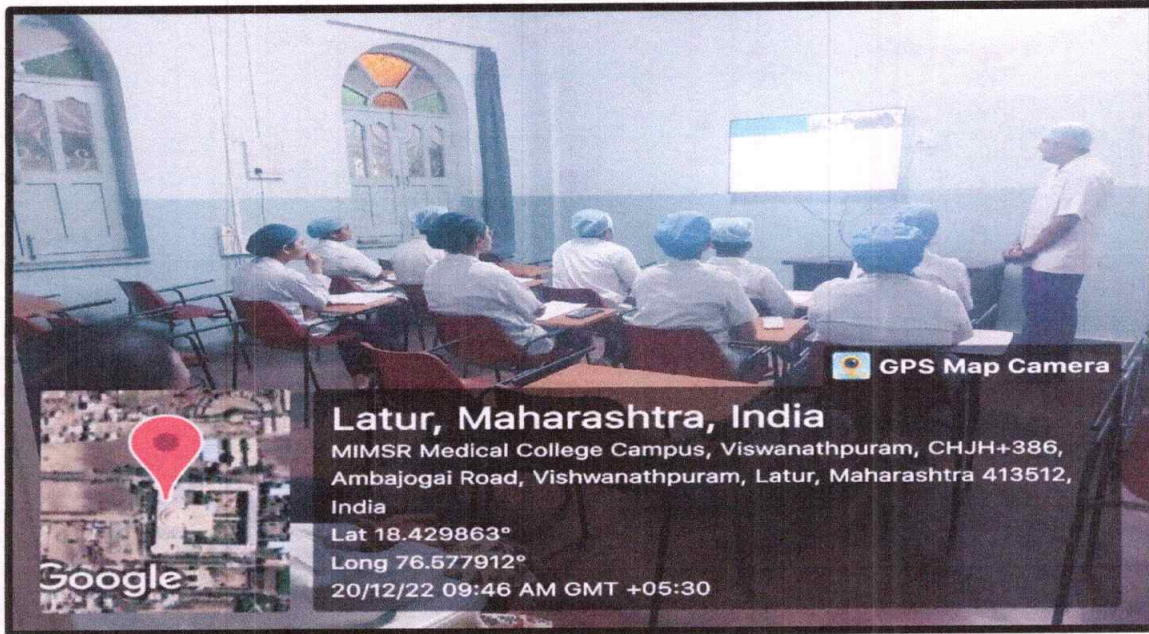 GPS Map Camera
Latur, Maharashtra, India
MIMSR Medical College Campus, Viswanathpuram, CHJH+386,
Ambajogai Road, Vishwanathpuram, Latur, Maharashtra 413512,
India
Lat 18.429863°
Long 76.577912°
20/12/22 09:46 AM GMT +05:30
Google